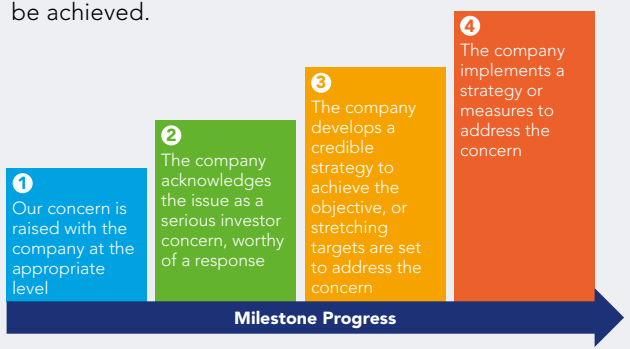 be achieved.
1
Our concern is
raised with the
company at the
appropriate
level
2
The company
acknowledges
the issue as a
serious investor
concern, worthy
of a response
3
The company
develops a
credible
strategy to
achieve the
objective, or
stretching
targets are set
to address the
concern
4
The company
implements a
strategy or
measures to
address the
concern
Milestone Progress